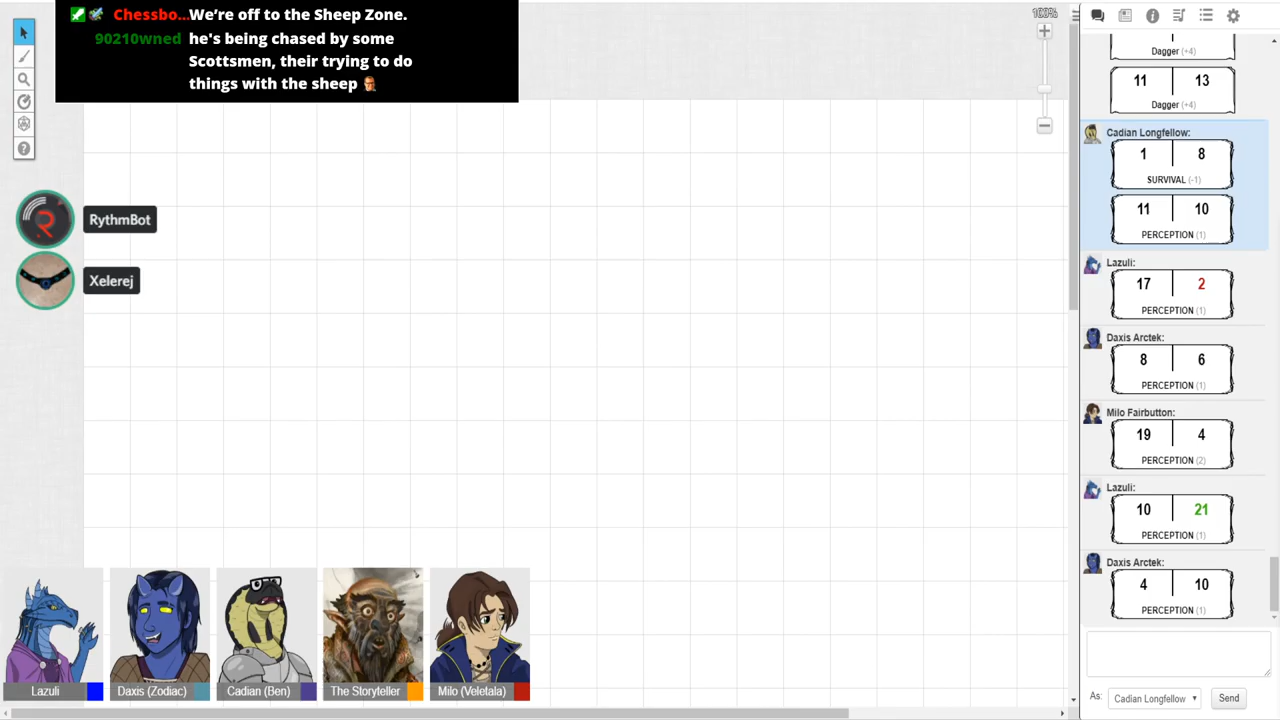 Chessbo... We're off to the Sheep Zone.
90210wned he's being chased by some
Scottsmen, their trying to do
things with the sheep
100%
RythmBot
Xelerej
Dagger (+4)
11 13
Dagger (+4)
Cadian Longfellow:
1 8
SURVIVAL (-1)
11 10
PERCEPTION (1)
Lazuli:
17 2
PERCEPTION (1)
Daxis Arctek:
8 6
PERCEPTION (1)
Milo Fairbutton:
19 4
PERCEPTION (2)
Lazuli:
10 21
PERCEPTION (1)
Daxis Arctek:
4 10
PERCEPTION (1)
As: Cadian Longfellow Send
Lazuli
Daxis (Zodiac)
Cadian (Ben)
The Storyteller
Milo (Veletala)